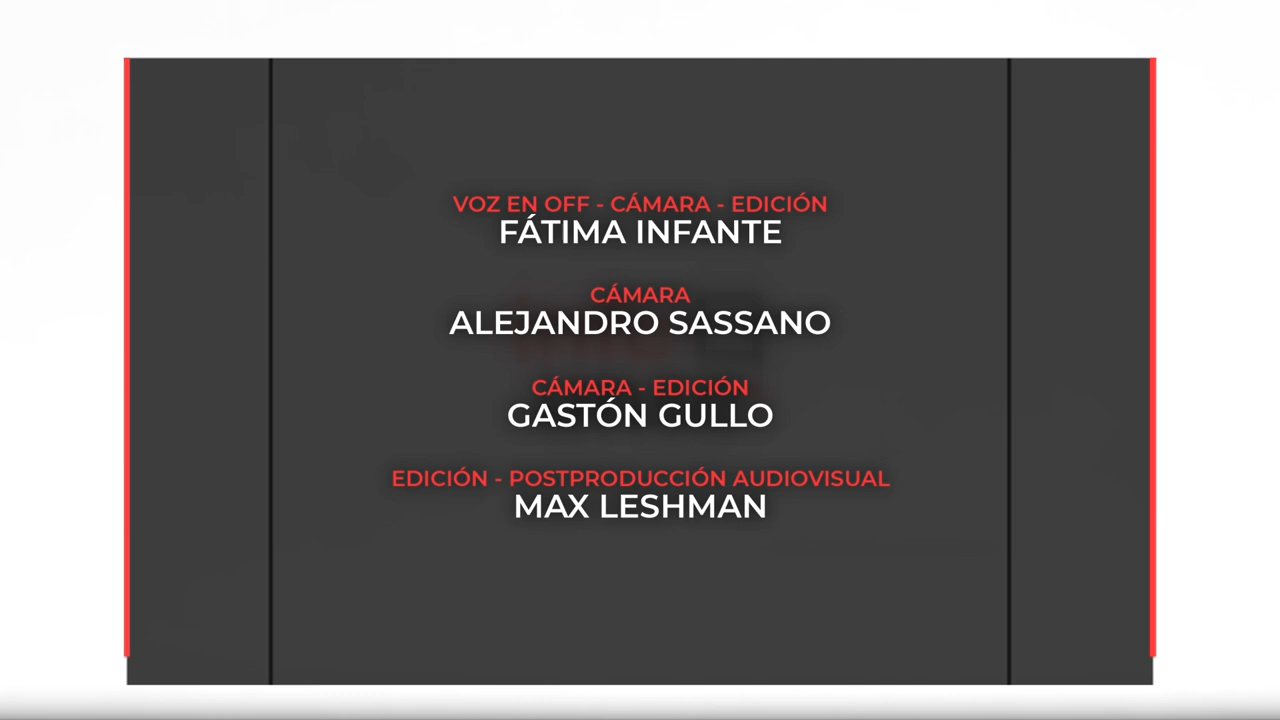 VOZ EN OFF - CÁMARA - EDICIÓN
FÁTIMA INFANTE
CÁMARA
ALEJANDRO SASSANO
CÁMARA - EDICIÓN
GASTÓN GULLO
EDICIÓN - POSTPRODUCCIÓN AUDIOVISUAL
MAX LESHMAN